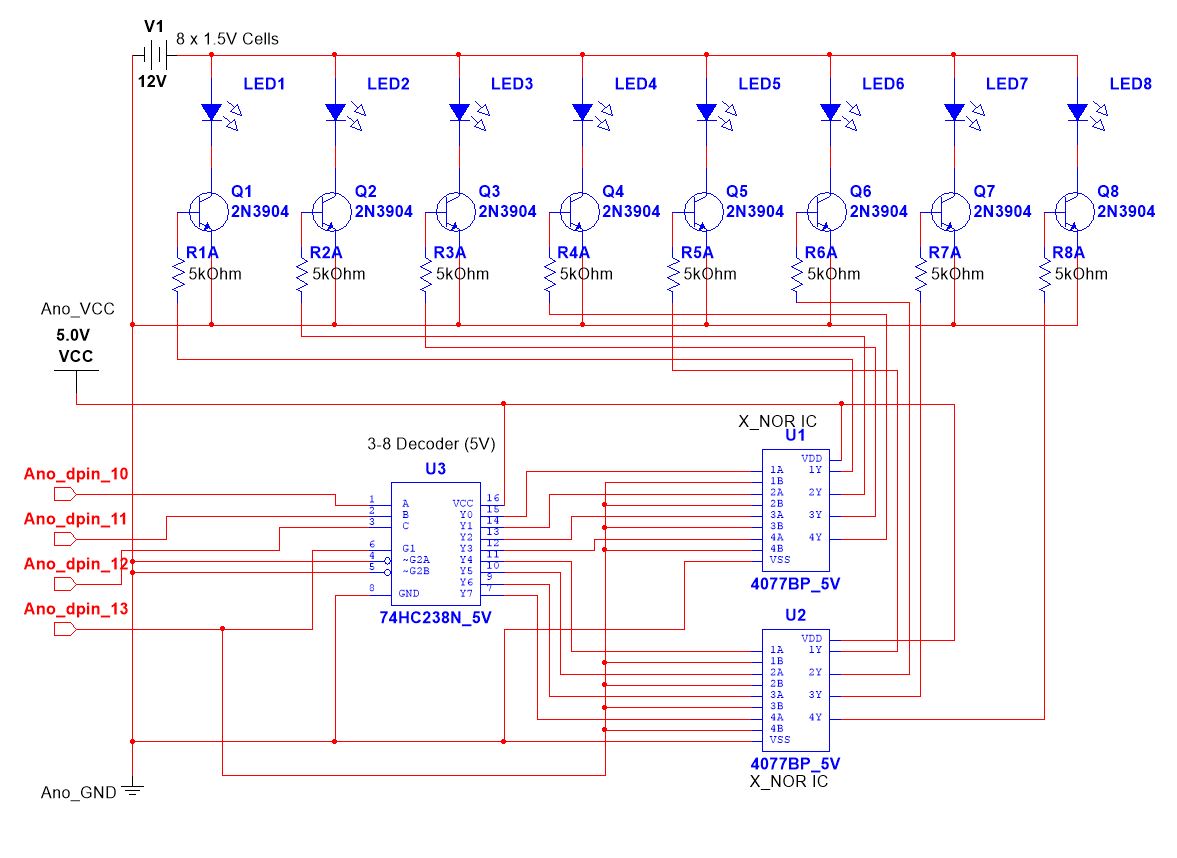 V1
8 x 1.5V Cells
12V
LED1 LED2 LED3 LED4 LED5 LED6 LED7 LED8
Q1 Q2 Q3 Q4 Q5 Q6 Q7 Q8
2N3904 2N3904 2N3904 2N3904 2N3904 2N3904 2N3904 2N3904
R1A R2A R3A R4A R5A R6A R7A R8A
5kOhm 5kOhm 5kOhm 5kOhm 5kOhm 5kOhm 5kOhm 5kOhm
Ano_VCC
5.0V
VCC
Ano_dpin_10
Ano_dpin_11
Ano_dpin_12
Ano_dpin_13
3-8 Decoder (5V)
U3
1 A VCC 16
2 B Y0 15
3 C Y1 14
Y2 13
6 G1 Y3 12
4 ~G2A Y4 11
5 ~G2B Y5 10
Y6 9
8 GND Y7 7
74HC238N_5V
X_NOR IC
U1
VDD
1A 1Y
1B
2A 2Y
2B
3A 3Y
3B
4A 4Y
4B
VSS
4077BP_5V
U2
VDD
1A 1Y
1B
2A 2Y
2B
3A 3Y
3B
4A 4Y
4B
VSS
4077BP_5V
X_NOR IC
Ano_GND